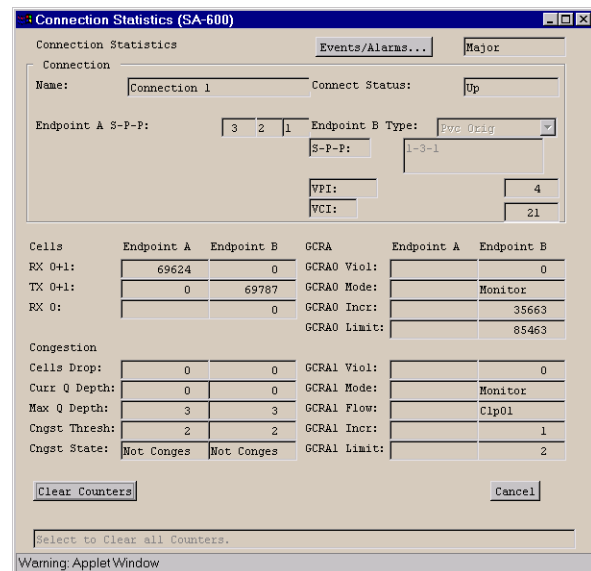 Connection Statistics (SA-600)
Connection Statistics Events/Alarms... Major
Connection
Name: Connection 1 Connect Status: Up
Endpoint A S-P-P: 3 2 1 Endpoint B Type: Pvc Orig
S-P-P: 1-3-1
VPI: 4
VCI: 21
Cells Endpoint A Endpoint B GCRA Endpoint A Endpoint B
RX 0+1: 69624 0 GCRA0 Viol: 0
TX 0+1: 0 69787 GCRA0 Mode: Monitor
RX 0: 0 GCRA0 Incr: 35663
GCRA0 Limit: 85463
Congestion
Cells Drop: 0 0 GCRA1 Viol: 0
Curr Q Depth: 0 0 GCRA1 Mode: Monitor
Max Q Depth: 3 3 GCRA1 Flow: Clp01
Cngst Thresh: 2 2 GCRA1 Incr: 1
Cngst State: Not Conges Not Conges GCRA1 Limit: 2
Clear Counters Cancel
Select to Clear all Counters.
Warning: Applet Window